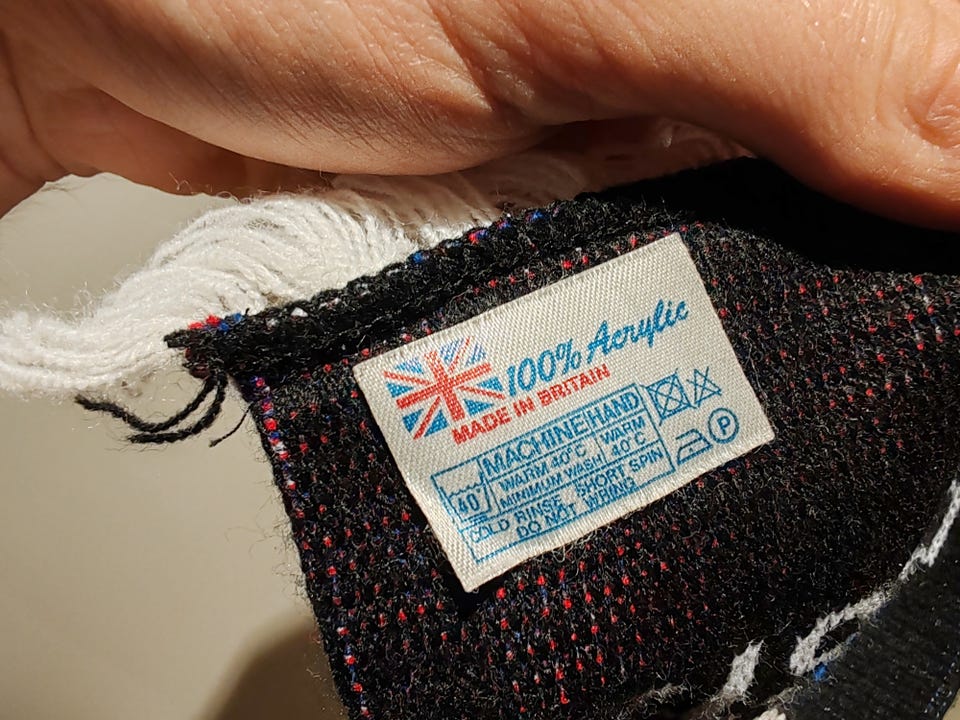 100% Acrylic
MADE IN BRITAIN
MACHINE HAND
40° WARM 40°C WARM
MINIMUM WASH 40°C
COLD RINSE. SHORT SPIN
DO NOT WRING
P